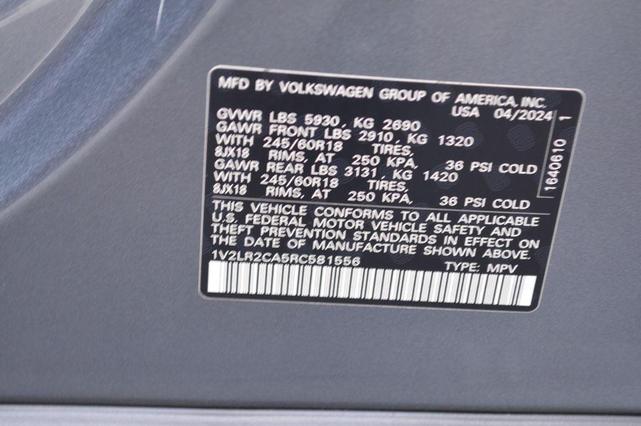 MFD BY VOLKSWAGEN GROUP OF AMERICA, INC.
USA 04/2024
GVWR LBS 5930, KG 2690
GAWR FRONT LBS 2910, KG 1320
WITH 245/60R18 TIRES,
8JX18 RIMS, AT 250 KPA, 36 PSI COLD
GAWR REAR LBS 3131, KG 1420
WITH 245/60R18 TIRES,
8JX18 RIMS, AT 250 KPA, 36 PSI COLD
THIS VEHICLE CONFORMS TO ALL APPLICABLE
U.S. FEDERAL MOTOR VEHICLE SAFETY AND
THEFT PREVENTION STANDARDS IN EFFECT ON
THE DATE OF MANUFACTURE SHOWN ABOVE.
1V2LR2CA5RC581556 TYPE: MPV
1640610 1